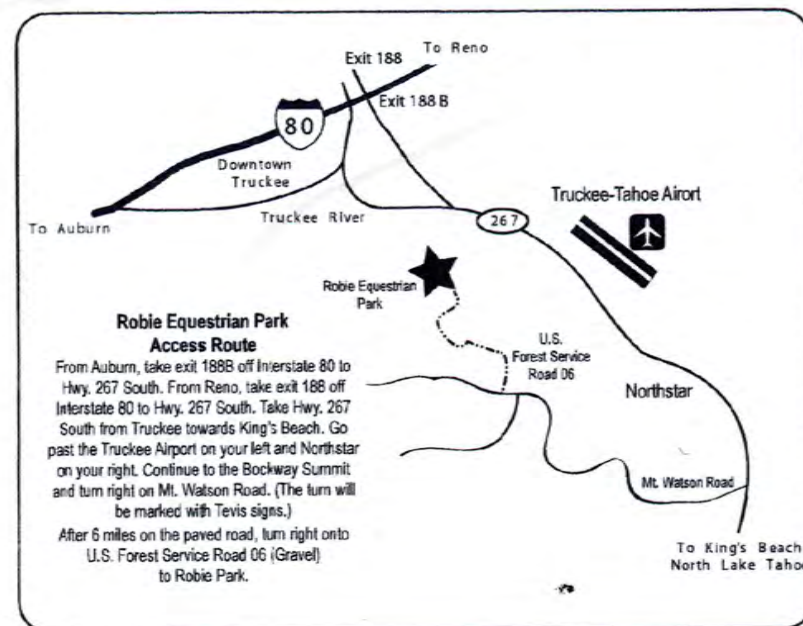 Exit 188
To Reno
Exit 188 B
80
Downtown
Truckee
To Auburn
Truckee River
267
Truckee-Tahoe Airort
Robie Equestrian
Park
U.S.
Forest Service
Road 06
Northstar
Mt. Watson Road
To King's Beach
North Lake Tahoe
Robie Equestrian Park
Access Route
From Auburn, take exit 188B off Interstate 80 to
Hwy. 267 South. From Reno, take exit 188 off
Interstate 80 to Hwy. 267 South. Take Hwy. 267
South from Truckee towards King's Beach. Go
past the Truckee Airport on your left and Northstar
on your right. Continue to the Bockway Summit
and turn right on Mt. Watson Road. (The turn will
be marked with Tevis signs.)
After 6 miles on the paved road, turn right onto
U.S. Forest Service Road 06 (Gravel)
to Robie Park.